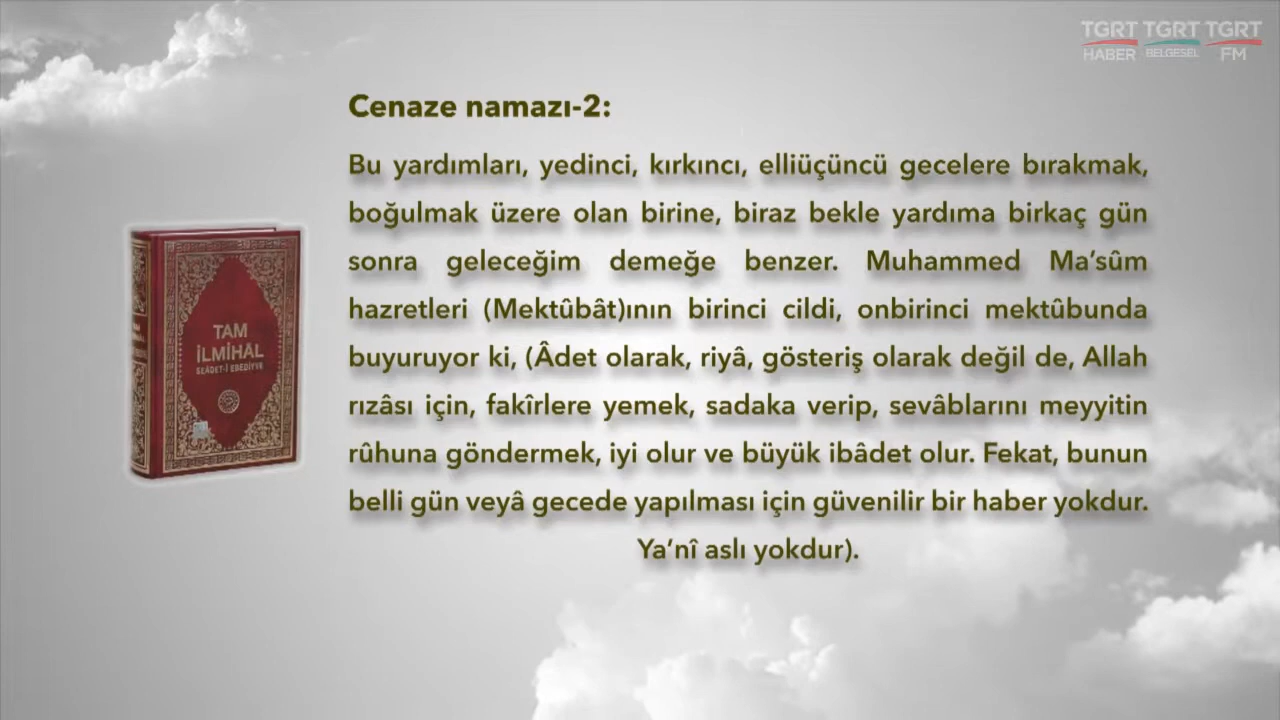 TGRT TGRT TGRT
HABER BELGESEL FM
Cenaze namazı-2:
Bu yardımları, yedinci, kırkıncı, elliüçüncü gecelere bırakmak,
boğulmak üzere olan birine, biraz bekle yardıma birkaç gün
sonra geleceğim demeğe benzer. Muhammed Ma’sûm
hazretleri (Mektûbât)ının birinci cildi, onbirinci mektûbunda
buyuruyor ki, (Âdet olarak, riyâ, gösteriş olarak değil de, Allah
rızâsı için, fakîrlere yemek, sadaka verip, sevâblarını meyyitin
rûhuna göndermek, iyi olur ve büyük ibâdet olur. Fekat, bunun
belli gün veyâ gecede yapılması için güvenilir bir haber yokdur.
Ya’nî aslı yokdur).
TAM
İLMİHÂL
SEÂDET-İ EBEDİYYE